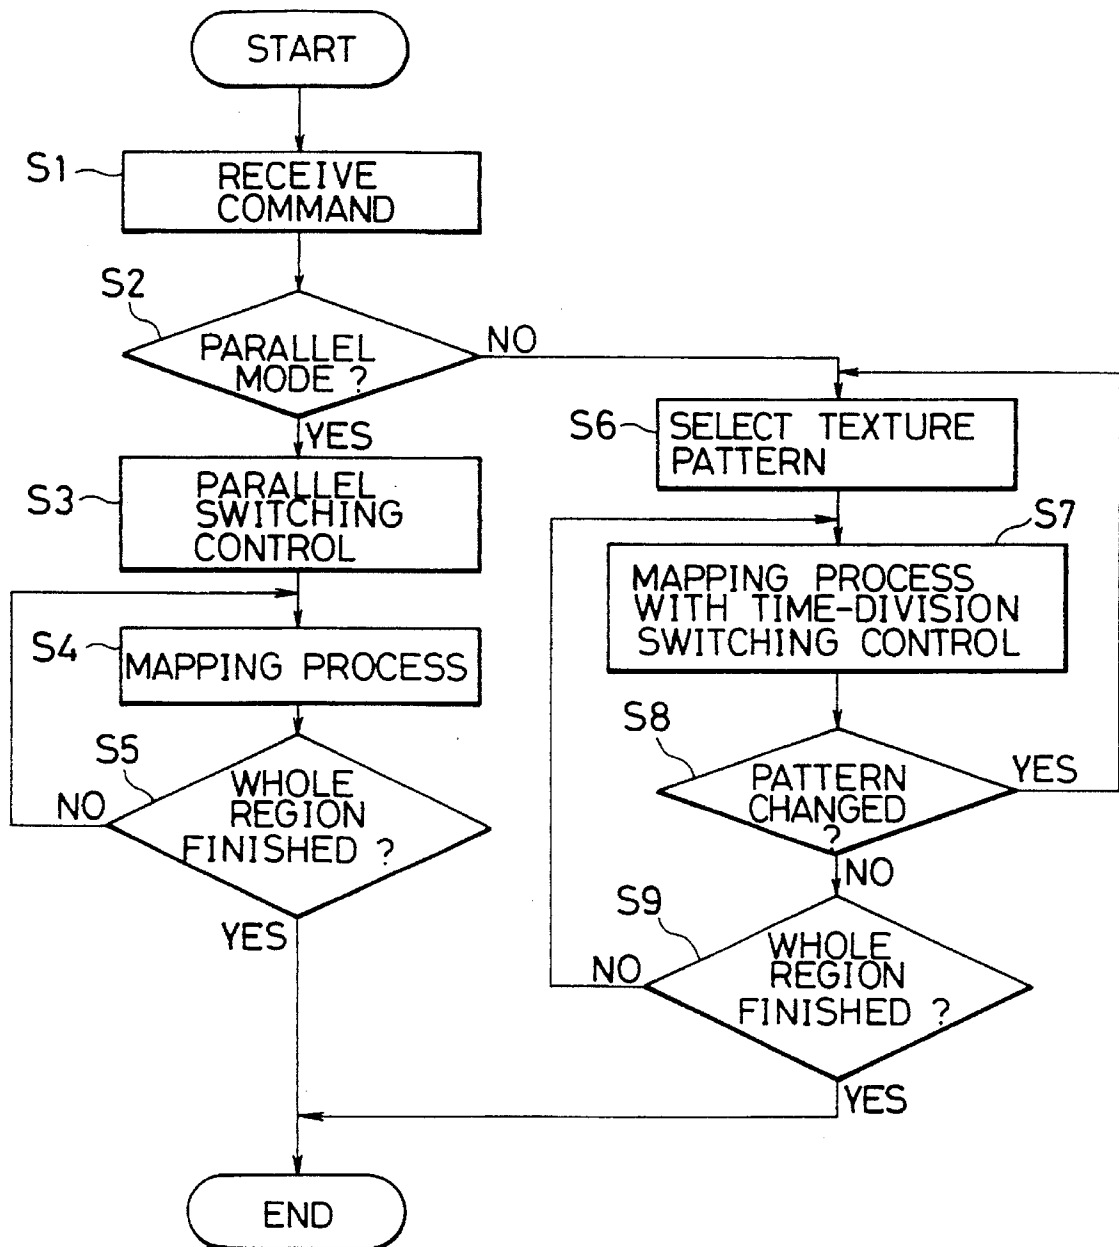 START
S1
RECEIVE
COMMAND
S2
PARALLEL
MODE ?
NO
YES
S3
PARALLEL
SWITCHING
CONTROL
S4
MAPPING PROCESS
S5
WHOLE
REGION
FINISHED ?
NO
YES
S6
SELECT TEXTURE
PATTERN
S7
MAPPING PROCESS
WITH TIME-DIVISION
SWITCHING CONTROL
S8
PATTERN
CHANGED
?
YES
NO
S9
WHOLE
REGION
FINISHED ?
NO
YES
END